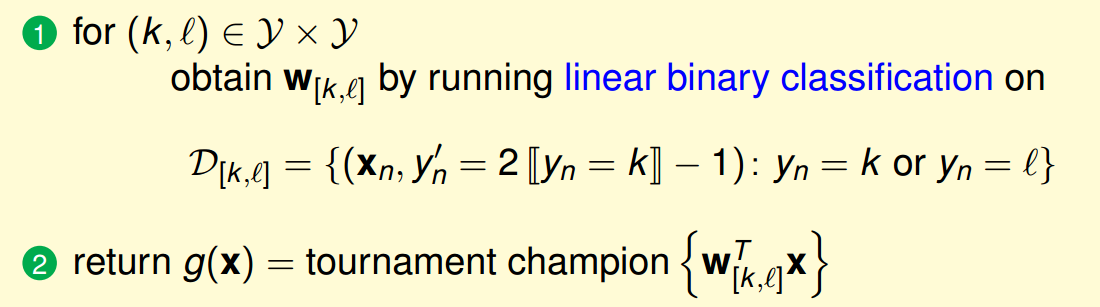 1 for (k, ℓ) ∈ 𝒴 × 𝒴
obtain w[k,ℓ] by running linear binary classification on
𝒟[k,ℓ] = {(xn, y′n = 2 ⟦yn = k⟧ − 1): yn = k or yn = ℓ}
2 return g(x) = tournament champion {wT[k,ℓ]x}